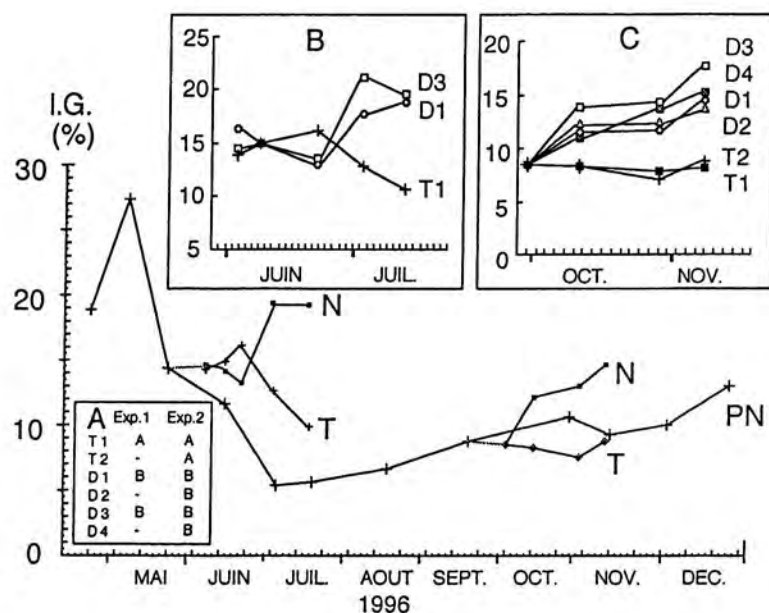 I.G.
(%)
30
20
10
0
MAI JUIN JUIL. AOUT SEPT. OCT. NOV. DEC.
1996
N
T
N
T
PN
B
25
20
15
10
5
D3
D1
T1
JUIN JUIL.
C
20
15
10
5
0
D3
D4
D1
D2
T2
T1
OCT. NOV.
A Exp.1 Exp.2
T1 A A
T2 - A
D1 B B
D2 - B
D3 B B
D4 - B